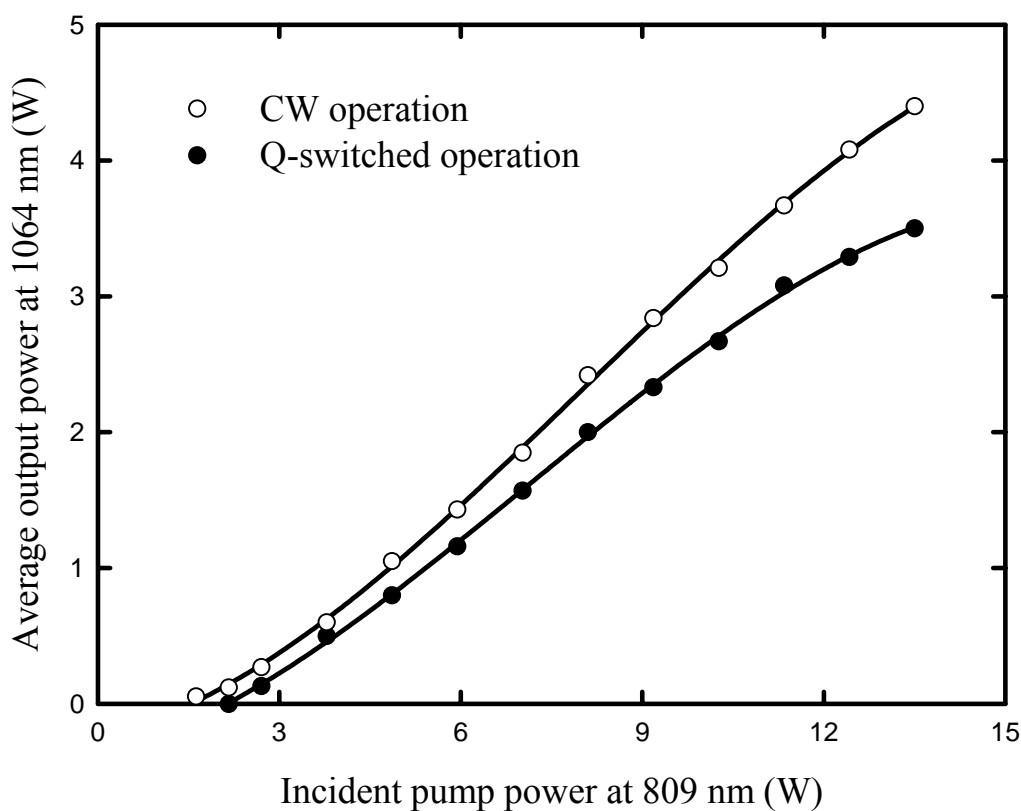 5
4
3
2
1
0
0 3 6 9 12 15
Average output power at 1064 nm (W)
CW operation
Q-switched operation
Incident pump power at 809 nm (W)